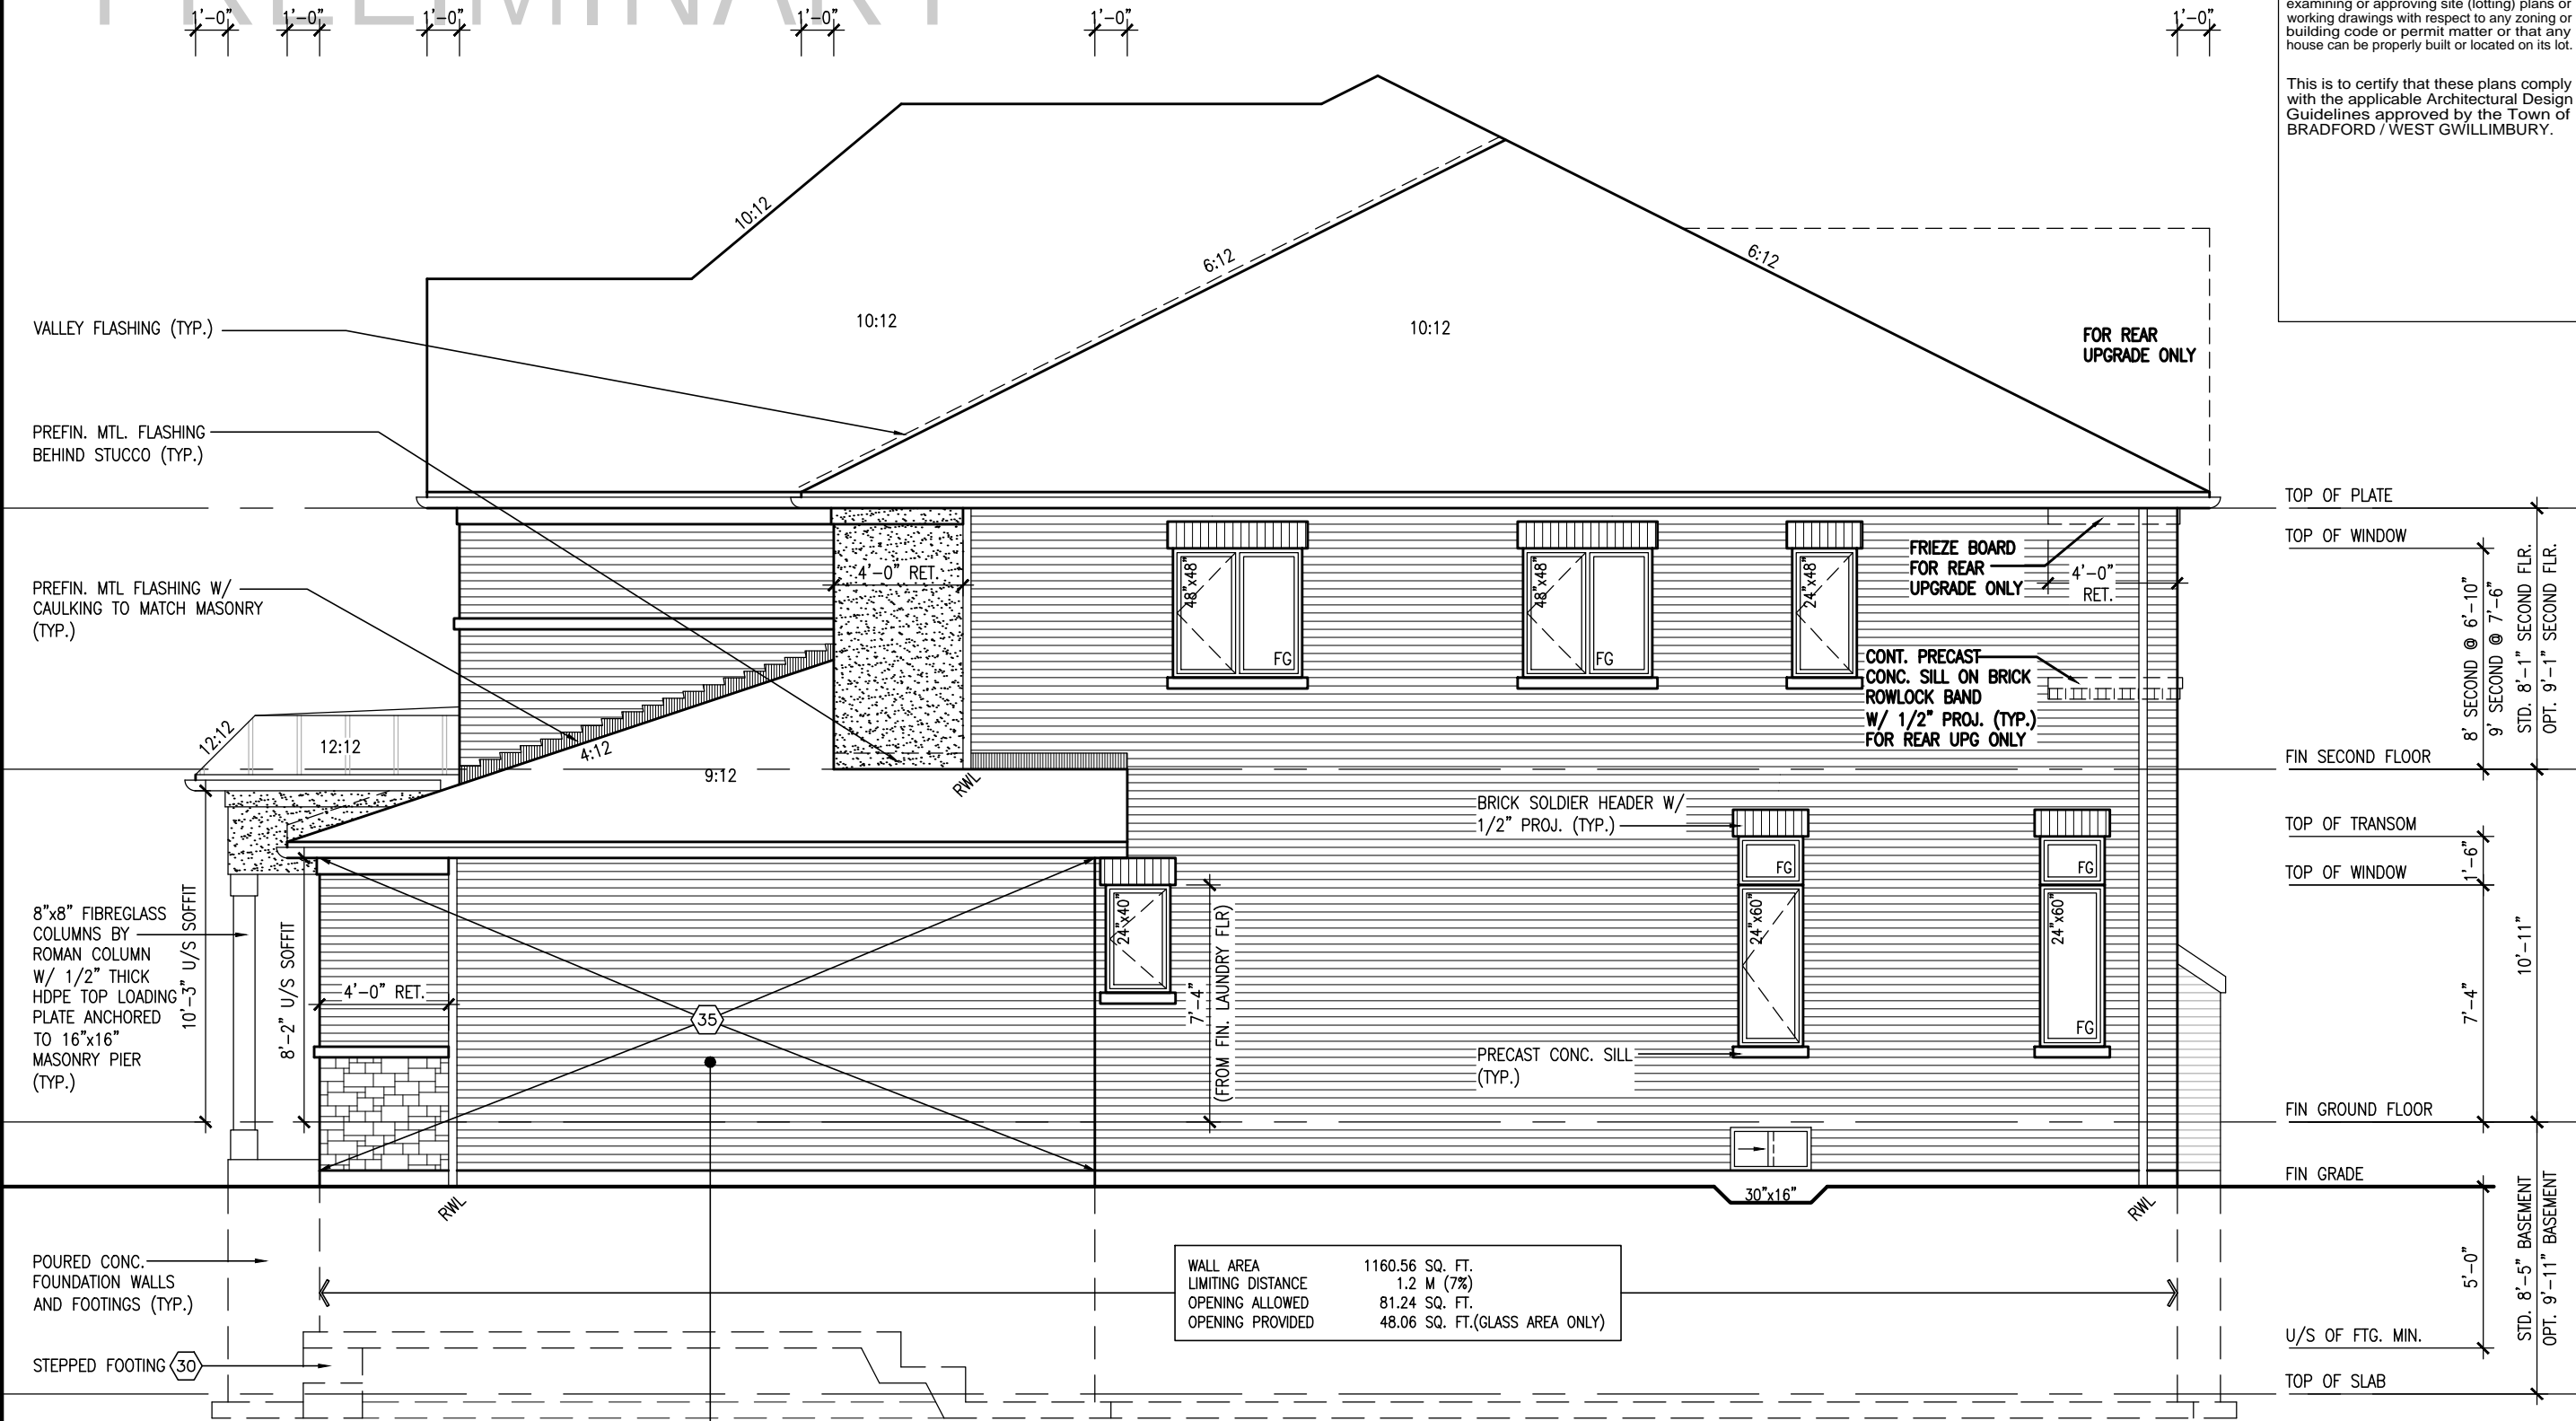 PRELIMINARY
1'-0"
1'-0"
1'-0"
1'-0"
1'-0"
1'-0"
examining or approving site (lotting) plans or
working drawings with respect to any zoning or
building code or permit matter or that any
house can be properly built or located on its lot.
This is to certify that these plans comply
with the applicable Architectural Design
Guidelines approved by the Town of
BRADFORD / WEST GWILLIMBURY.
10:12
6:12
6:12
10:12
10:12
FOR REAR
UPGRADE ONLY
VALLEY FLASHING (TYP.)
PREFIN. MTL. FLASHING
BEHIND STUCCO (TYP.)
PREFIN. MTL FLASHING W/
CAULKING TO MATCH MASONRY
(TYP.)
12:12
12:12
4:12
9:12
4'-0" RET.
48"x48"
FG
48"x48"
FG
24"x48"
FRIEZE BOARD
FOR REAR
UPGRADE ONLY
4'-0"
RET.
CONT. PRECAST
CONC. SILL ON BRICK
ROWLOCK BAND
W/ 1/2" PROJ. (TYP.)
FOR REAR UPG ONLY
RWL
BRICK SOLDIER HEADER W/
1/2" PROJ. (TYP.)
8"x8" FIBREGLASS
COLUMNS BY
ROMAN COLUMN
W/ 1/2" THICK
HDPE TOP LOADING
PLATE ANCHORED
TO 16"x16"
MASONRY PIER
(TYP.)
10'-3" U/S SOFFIT
8'-2" U/S SOFFIT
4'-0" RET.
35
24"x40"
7'-4"
(FROM FIN. LAUNDRY FLR)
FG
24"x60"
FG
24"x60"
FG
PRECAST CONC. SILL
(TYP.)
30"x16"
RWL
RWL
TOP OF PLATE
TOP OF WINDOW
8' SECOND @ 6'-10"
9' SECOND @ 7'-6"
STD. 8'-1" SECOND FLR.
OPT. 9'-1" SECOND FLR.
FIN SECOND FLOOR
TOP OF TRANSOM
1'-6"
TOP OF WINDOW
7'-4"
10'-11"
FIN GROUND FLOOR
FIN GRADE
5'-0"
STD. 8'-5" BASEMENT
OPT. 9'-11" BASEMENT
U/S OF FTG. MIN.
TOP OF SLAB
POURED CONC.
FOUNDATION WALLS
AND FOOTINGS (TYP.)
STEPPED FOOTING 30
WALL AREA 1160.56 SQ. FT.
LIMITING DISTANCE 1.2 M (7%)
OPENING ALLOWED 81.24 SQ. FT.
OPENING PROVIDED 48.06 SQ. FT.(GLASS AREA ONLY)